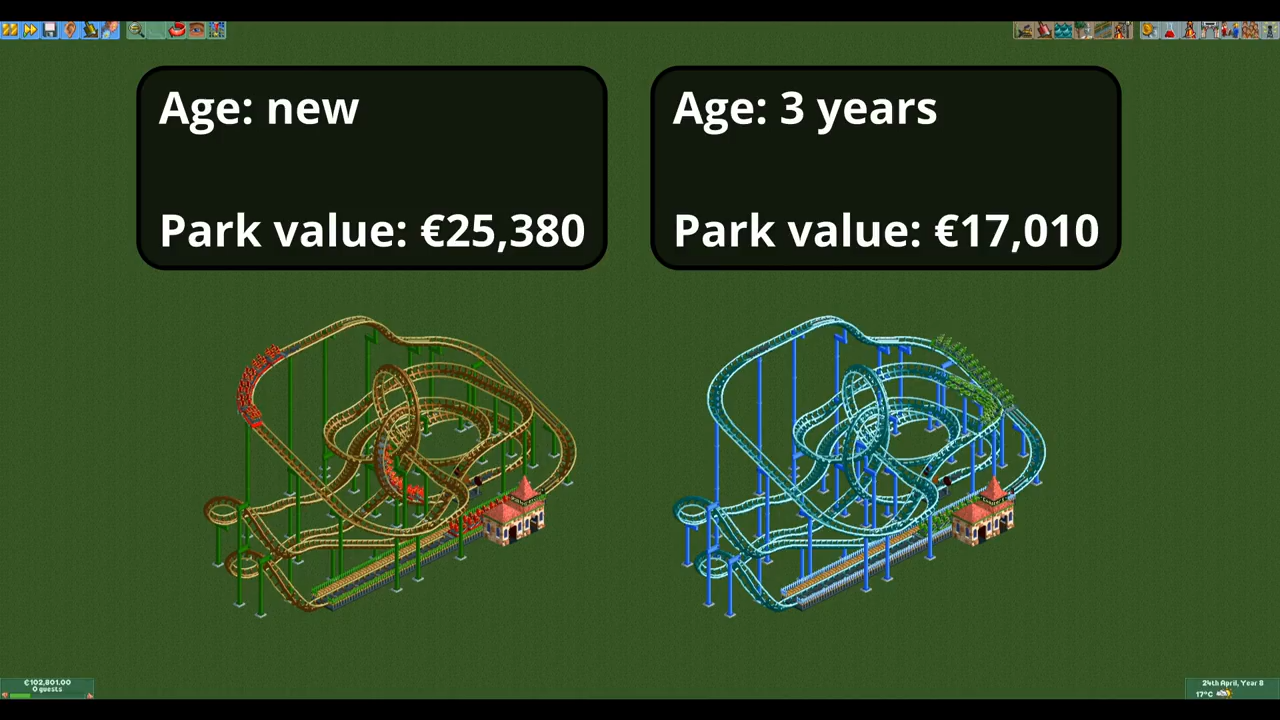 Age: new
Park value: €25,380
Age: 3 years
Park value: €17,010
€102,801.00
0 guests
24th April, Year 8
17°C